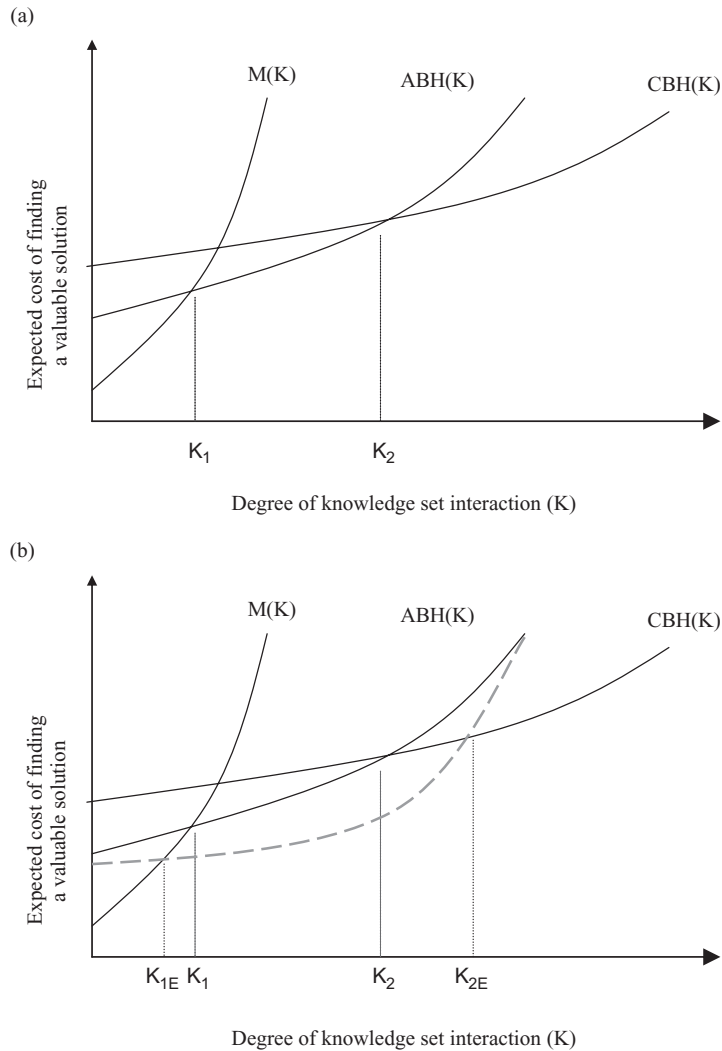 (a)
M(K)
ABH(K)
CBH(K)
Expected cost of finding
a valuable solution
K1
K2
Degree of knowledge set interaction (K)
(b)
M(K)
ABH(K)
CBH(K)
Expected cost of finding
a valuable solution
K1E K1 K2 K2E
Degree of knowledge set interaction (K)